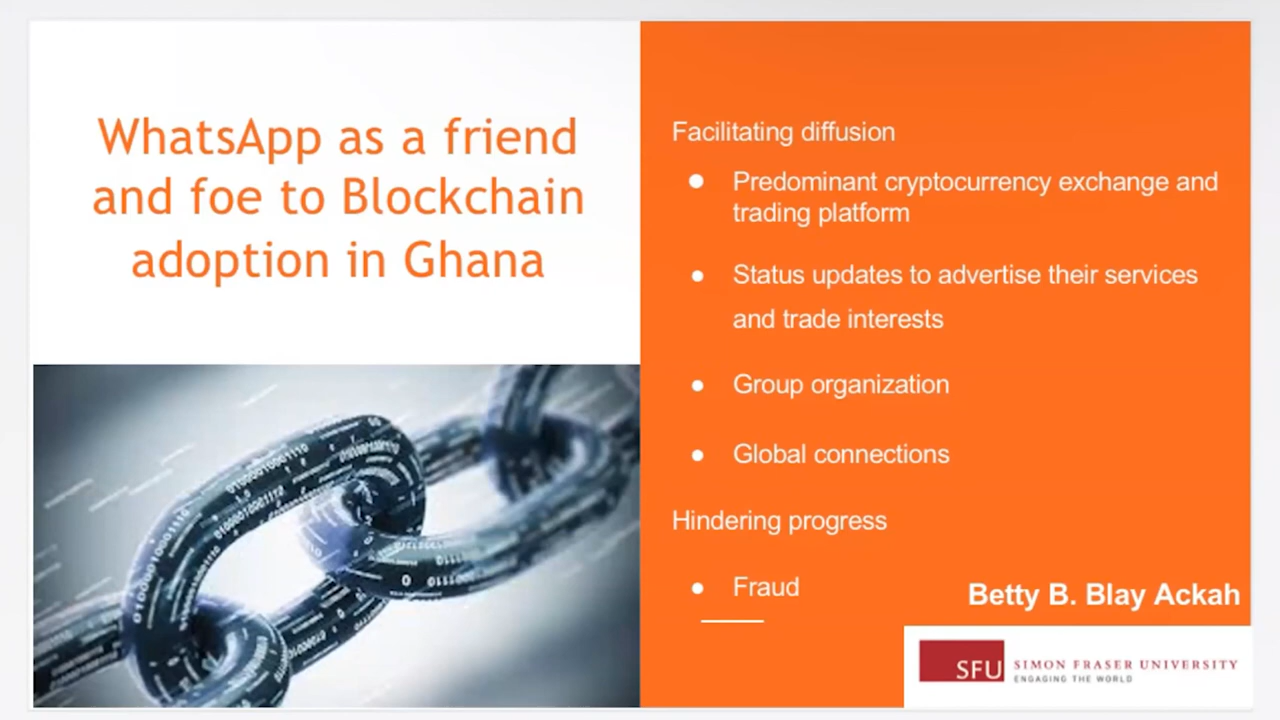 WhatsApp as a friend
and foe to Blockchain
adoption in Ghana
Facilitating diffusion
● Predominant cryptocurrency exchange and
trading platform
● Status updates to advertise their services
and trade interests
● Group organization
● Global connections
Hindering progress
● Fraud
Betty B. Blay Ackah
SFU SIMON FRASER UNIVERSITY
ENGAGING THE WORLD